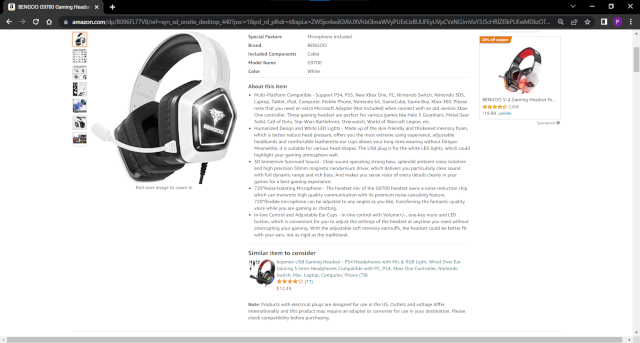 BENGOO G9700 Gaming Heads
amazon.com/dp/B096FL77V8/ref=syn_sd_onsite_desktop_440?psc=1&pd_rd_plhdr=t&spLa=
Special Feature Microphone Included
Brand BENGOO
Included Components Cable
Model Name G9700
Color White
About this item
• Multi-Platform Compatible - Support PS4, PS5, New Xbox One, PC, Nintendo Switch, Nintendo 3DS,
Laptop, Tablet, iPad, Computer, Mobile Phone, Nintendo 64, GameCube, Game Boy, Xbox 360. Please
note that you need an extra Microsoft Adapter (Not Included) when connect with an old version Xbox
One controller. These gaming headset are perfect for various games like Halo 5 Guardians, Metal Gear
Solid, Call of Duty, Star Wars Battlefront, Overwatch, World of Warcraft Legion, etc.
• Humanized Design and White LED Lights - Made up of the skin-friendly and thickened memory foam,
which is better reduce head pressure, offers you the most extreme using experience, adjustable
headbands and comfortable bothearble ear cups allows your long-time wearing without fatigue.
Meanwhile, it is suitable for various head shapes. The USB plug is for the white LED lights, which could
highlight your gaming atmosphere well.
• 3D Immersive Surround Sound - Clear sound operating strong bass, splendid ambient noise isolation
and high precision 50mm magnetic neodymium driver, which delivers you particularly clear sound
with full dynamic range and rich bass. And makes you sense voice of every details clearly in your
games for a best gaming experience.
• 720°Noise Isolating Microphone - The headset mic of the G9700 headset owns a noise reduction chip
which can transmits high quality communication with its premium noise-canceling feature.
720°flexible microphone can be adjusted to any angles as you like, transferring the fantastic-quality
voice while you are gaming or chatting.
• In-line Control and Adjustable Ear Cups - In-line control with Volume+/-, one-key mute and LED
button, which is convenient for you to adjust the settings of the headset at anytime you need without
interrupting your gaming. With the adjustable soft memory earmuffs, the headset could be better fit
with your ears, not as rigid as the traditional.
BENGOO
Roll over image to zoom in
20% off coupon
BENGOO V-4 Gaming Headset Fo...
Sponsored
Similar item to consider
USB Gaming Headset - PS4 Headphones with Mic & RGB Light, Wired Over Ear
Gaming 3.5mm Headphones Compatible with PC, PS4, Xbox One Controller, Nintendo
Switch, Mac, Laptop, Computer, Phone (T9)
(77)
$12.49
Note: Products with electrical plugs are designed for use in the US. Outlets and voltage differ
internationally and this product may require an adapter or converter for use in your destination. Please
check compatibility before purchasing.